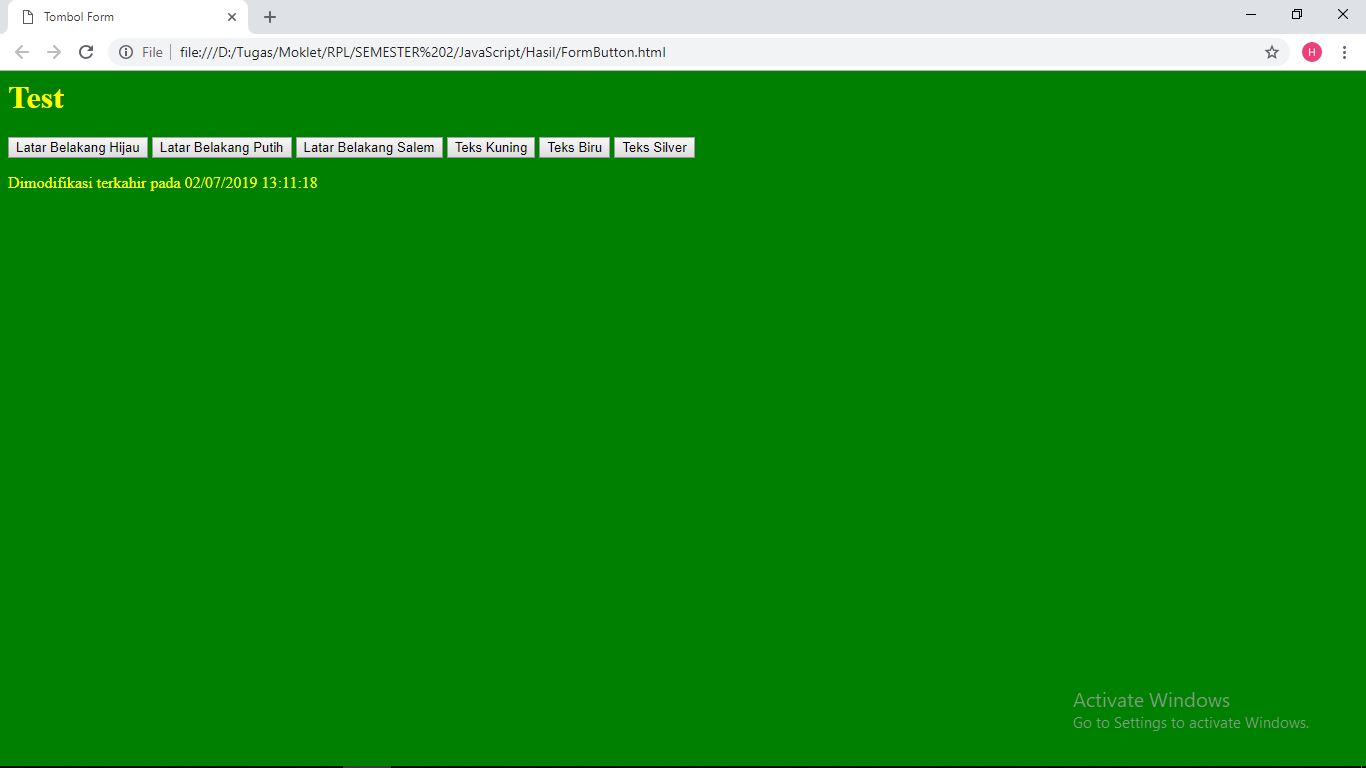 Tombol Form
File file:///D:/Tugas/Moklet/RPL/SEMESTER%202/JavaScript/Hasil/FormButton.html H
Test
Latar Belakang Hijau Latar Belakang Putih Latar Belakang Salem Teks Kuning Teks Biru Teks Silver
Dimodifikasi terkahir pada 02/07/2019 13:11:18
Activate Windows
Go to Settings to activate Windows.